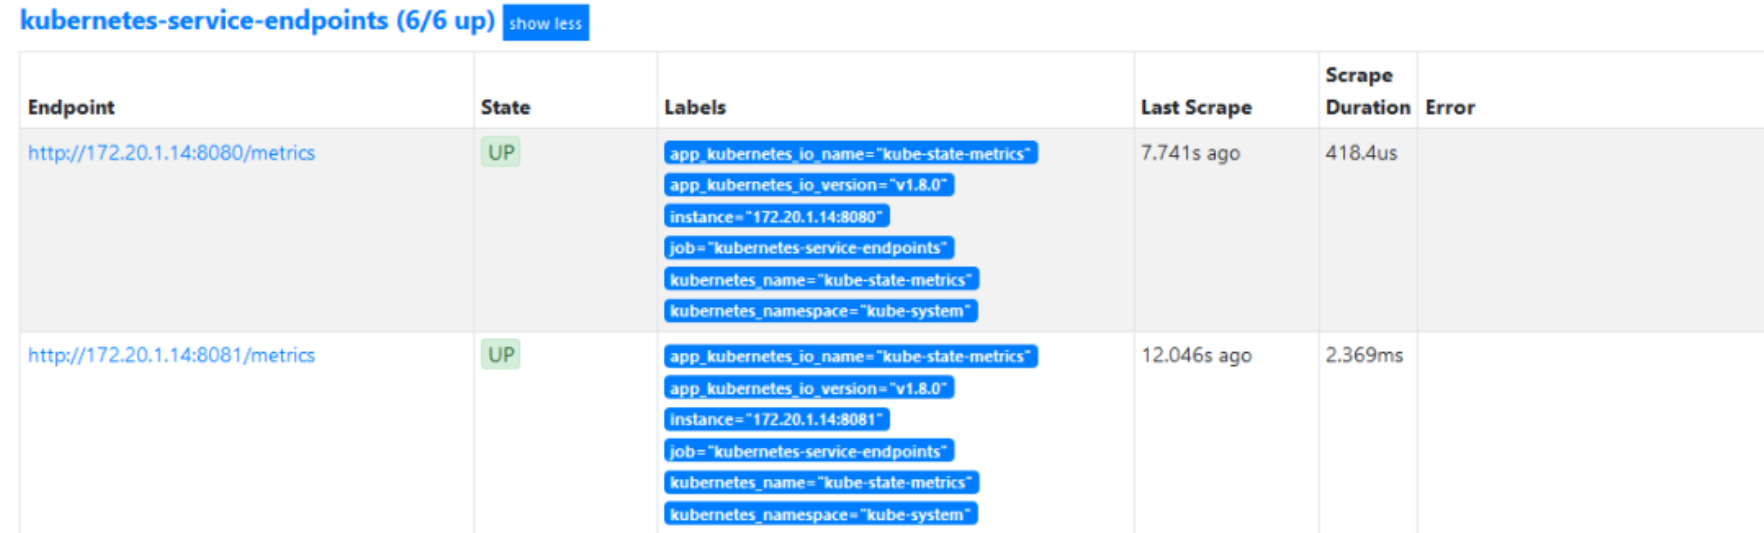 kubernetes-service-endpoints (6/6 up) show less
Endpoint State Labels Last Scrape Scrape Duration Error
http://172.20.1.14:8080/metrics UP app_kubernetes_io_name="kube-state-metrics" 7.741s ago 418.4us
app_kubernetes_io_version="v1.8.0"
instance="172.20.1.14:8080"
job="kubernetes-service-endpoints"
kubernetes_name="kube-state-metrics"
kubernetes_namespace="kube-system"
http://172.20.1.14:8081/metrics UP app_kubernetes_io_name="kube-state-metrics" 12.046s ago 2.369ms
app_kubernetes_io_version="v1.8.0"
instance="172.20.1.14:8081"
job="kubernetes-service-endpoints"
kubernetes_name="kube-state-metrics"
kubernetes_namespace="kube-system"